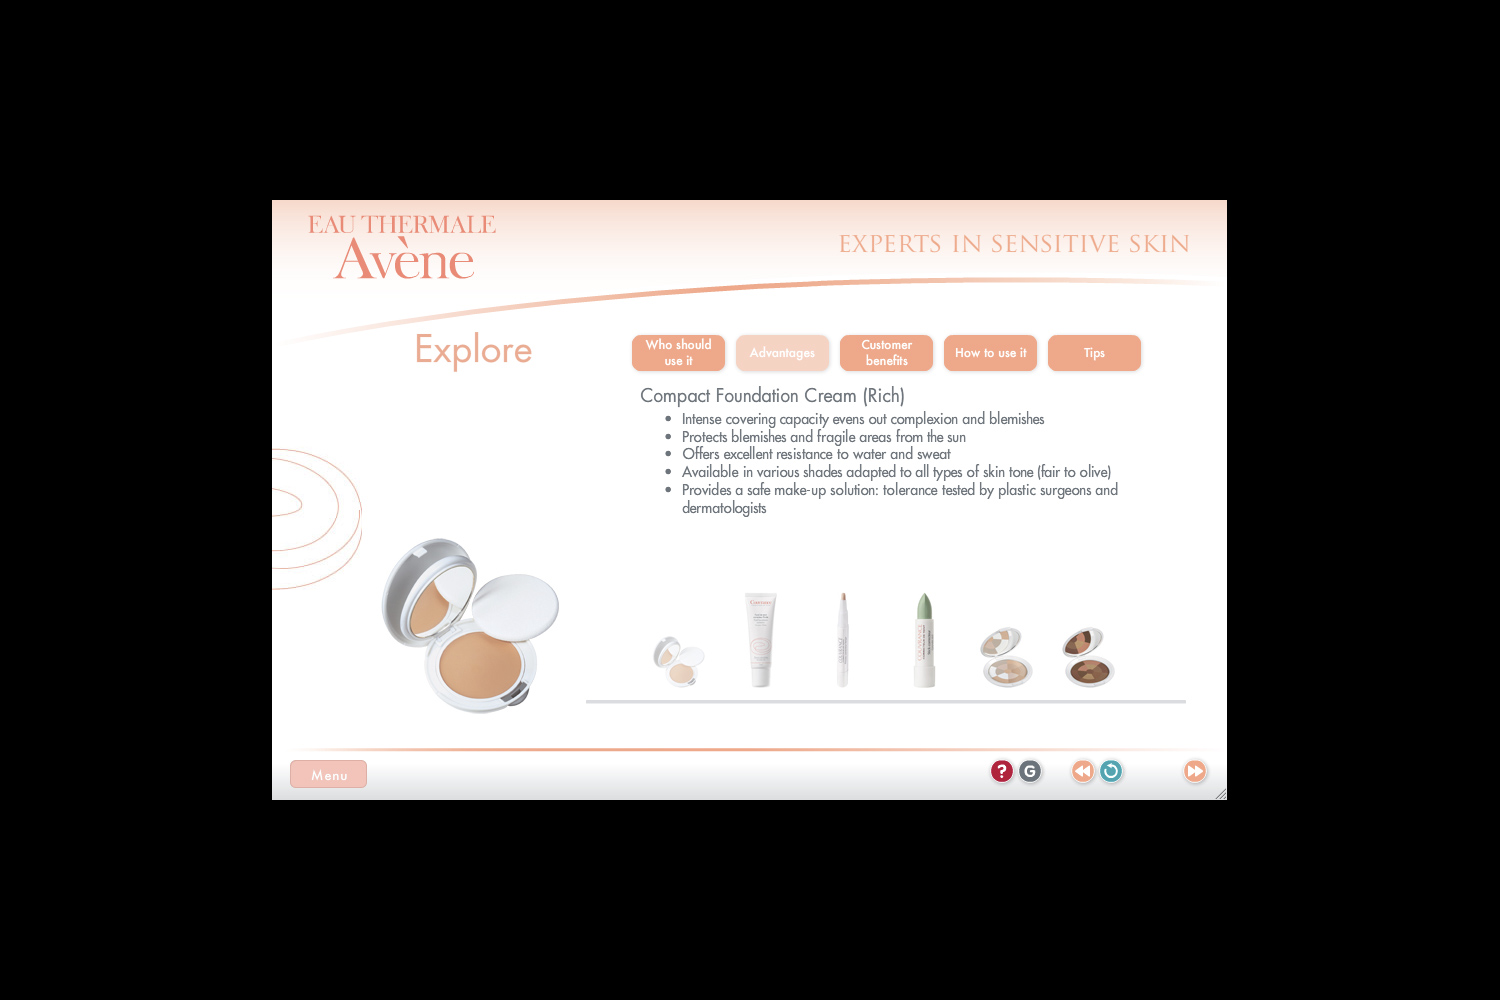 EAU THERMALE
Avène
EXPERTS IN SENSITIVE SKIN
Explore
Who should
use it
Advantages
Customer
benefits
How to use it
Tips
Compact Foundation Cream (Rich)
• Intense covering capacity evens out complexion and blemishes
• Protects blemishes and fragile areas from the sun
• Offers excellent resistance to water and sweat
• Available in various shades adapted to all types of skin tone (fair to olive)
• Provides a safe make-up solution: tolerance tested by plastic surgeons and
dermatologists
COUVRANCE
Menu
?
G